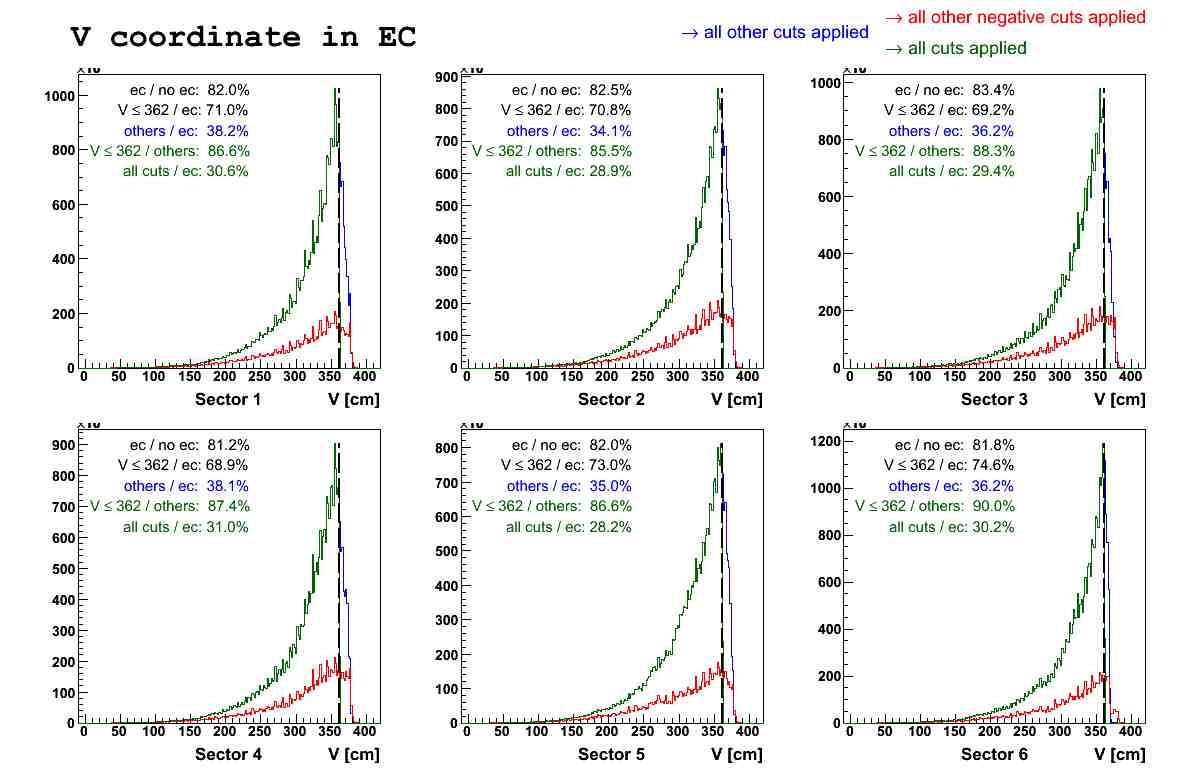 V coordinate in EC
→ all other cuts applied
→ all other negative cuts applied
→ all cuts applied
ec / no ec: 82.0%
V ≤ 362 / ec: 71.0%
others / ec: 38.2%
V ≤ 362 / others: 86.6%
all cuts / ec: 30.6%
1000
800
600
400
200
0
0 50 100 150 200 250 300 350 400
Sector 1 V [cm]
ec / no ec: 82.5%
V ≤ 362 / ec: 70.8%
others / ec: 34.1%
V ≤ 362 / others: 85.5%
all cuts / ec: 28.9%
900
800
700
600
500
400
300
200
100
0
0 50 100 150 200 250 300 350 400
Sector 2 V [cm]
ec / no ec: 83.4%
V ≤ 362 / ec: 69.2%
others / ec: 36.2%
V ≤ 362 / others: 88.3%
all cuts / ec: 29.4%
1000
800
600
400
200
0
0 50 100 150 200 250 300 350 400
Sector 3 V [cm]
ec / no ec: 81.2%
V ≤ 362 / ec: 68.9%
others / ec: 38.1%
V ≤ 362 / others: 87.4%
all cuts / ec: 31.0%
900
800
700
600
500
400
300
200
100
0
0 50 100 150 200 250 300 350 400
Sector 4 V [cm]
ec / no ec: 82.0%
V ≤ 362 / ec: 73.0%
others / ec: 35.0%
V ≤ 362 / others: 86.6%
all cuts / ec: 28.2%
800
700
600
500
400
300
200
100
0
0 50 100 150 200 250 300 350 400
Sector 5 V [cm]
ec / no ec: 81.8%
V ≤ 362 / ec: 74.6%
others / ec: 36.2%
V ≤ 362 / others: 90.0%
all cuts / ec: 30.2%
1200
1000
800
600
400
200
0
0 50 100 150 200 250 300 350 400
Sector 6 V [cm]